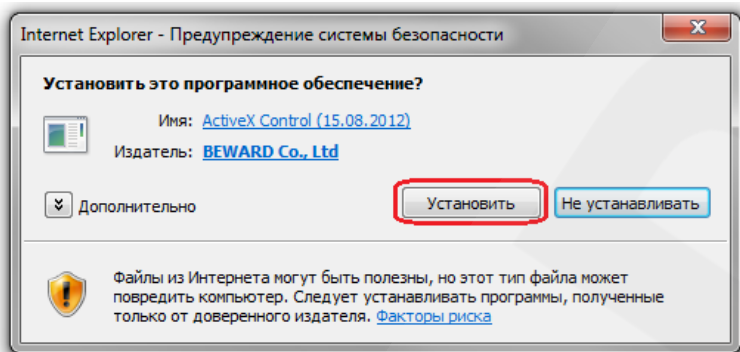 Internet Explorer - Предупреждение системы безопасности
Установить это программное обеспечение?
Имя: ActiveX Control (15.08.2012)
Издатель: BEWARD Co., Ltd
Дополнительно
Установить
Не устанавливать
Файлы из Интернета могут быть полезны, но этот тип файла может
повредить компьютер. Следует устанавливать программы, полученные
только от доверенного издателя. Факторы риска